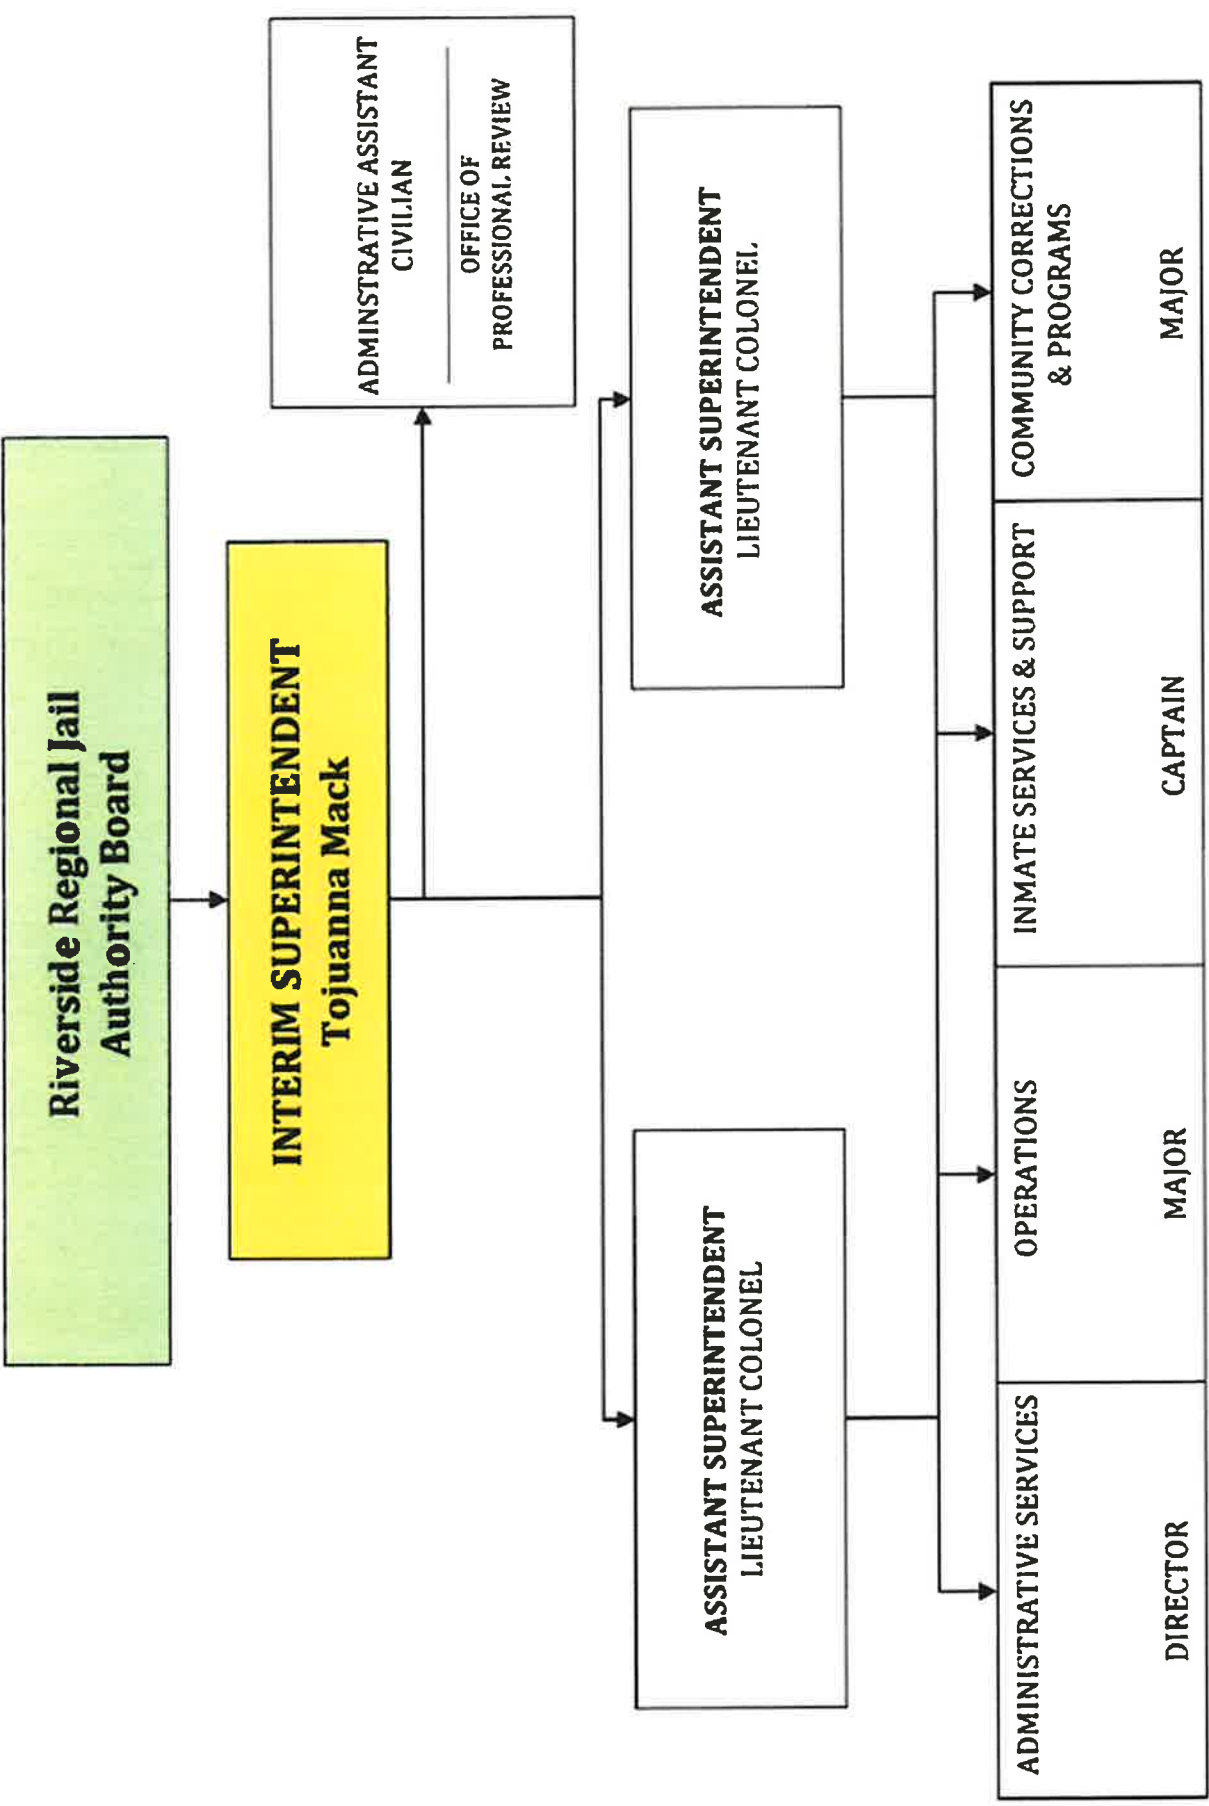 Riverside Regional Jail
Authority Board
INTERIM SUPERINTENDENT
Tojuanna Mack
ADMINSTRATIVE ASSISTANT
CIVILIAN
OFFICE OF
PROFESSIONAL REVIEW
ASSISTANT SUPERINTENDENT
LIEUTENANT COLONEL
ASSISTANT SUPERINTENDENT
LIEUTENANT COLONEL
ADMINISTRATIVE SERVICES
DIRECTOR
OPERATIONS
MAJOR
INMATE SERVICES & SUPPORT
CAPTAIN
COMMUNITY CORRECTIONS
& PROGRAMS
MAJOR